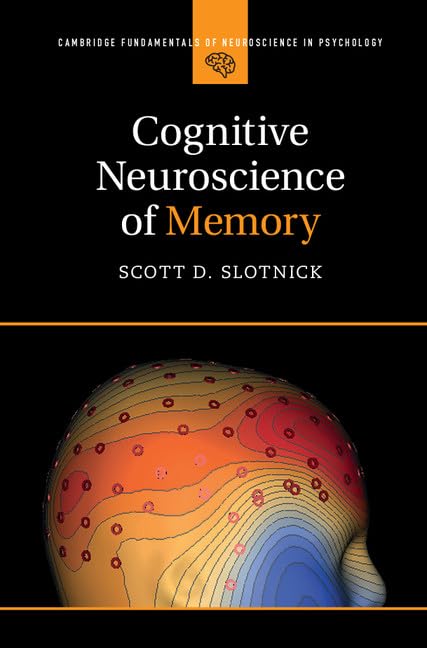 CAMBRIDGE FUNDAMENTALS OF NEUROSCIENCE IN PSYCHOLOGY
Cognitive
Neuroscience
of Memory
SCOTT D. SLOTNICK